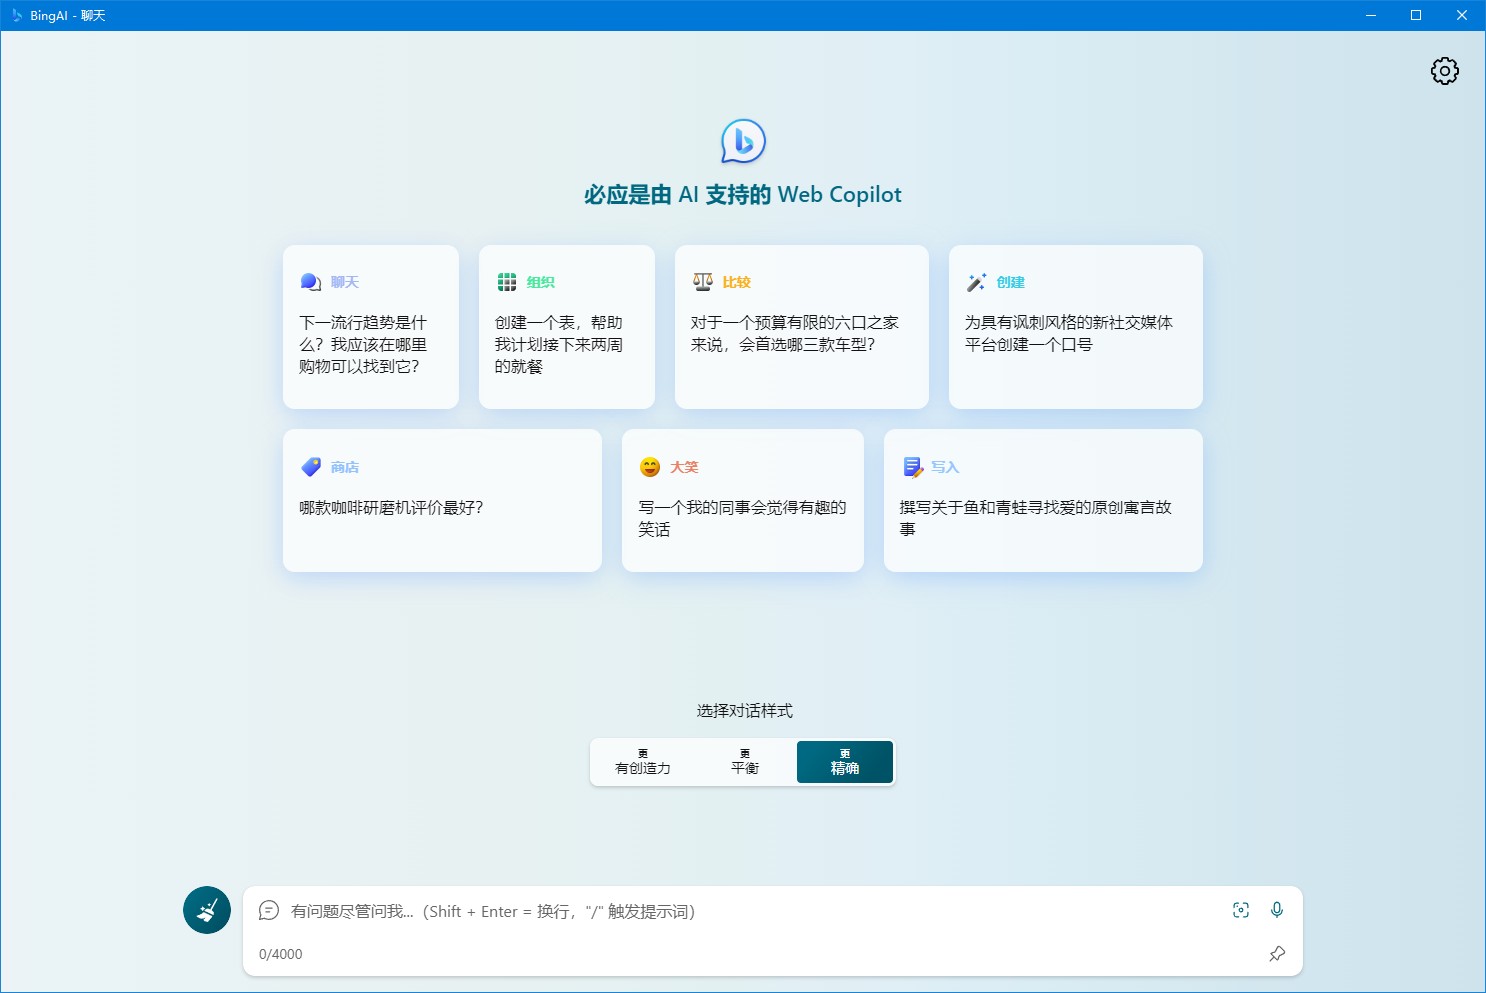 BingAI - 聊天
必应是由 AI 支持的 Web Copilot
聊天
下一流行趋势是什
么？我应该在哪里
购物可以找到它？
组织
创建一个表，帮助
我计划接下来两周
的就餐
比较
对于一个预算有限的六口之家
来说，会首选哪三款车型？
创建
为具有讽刺风格的新社交媒体
平台创建一个口号
商店
哪款咖啡研磨机评价最好？
大笑
写一个我的同事会觉得有趣的
笑话
写入
撰写关于鱼和青蛙寻找爱的原创寓言故
事
选择对话样式
更
有创造力
更
平衡
更
精确
有问题尽管问我...（Shift + Enter = 换行，"/" 触发提示词）
0/4000